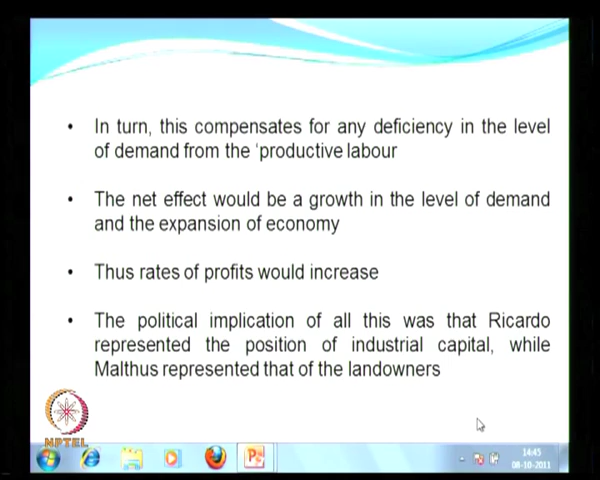 • In turn, this compensates for any deficiency in the level
of demand from the 'productive labour
• The net effect would be a growth in the level of demand
and the expansion of economy
• Thus rates of profits would increase
• The political implication of all this was that Ricardo
represented the position of industrial capital, while
Malthus represented that of the landowners
NPTEL
14:45
08-10-2011